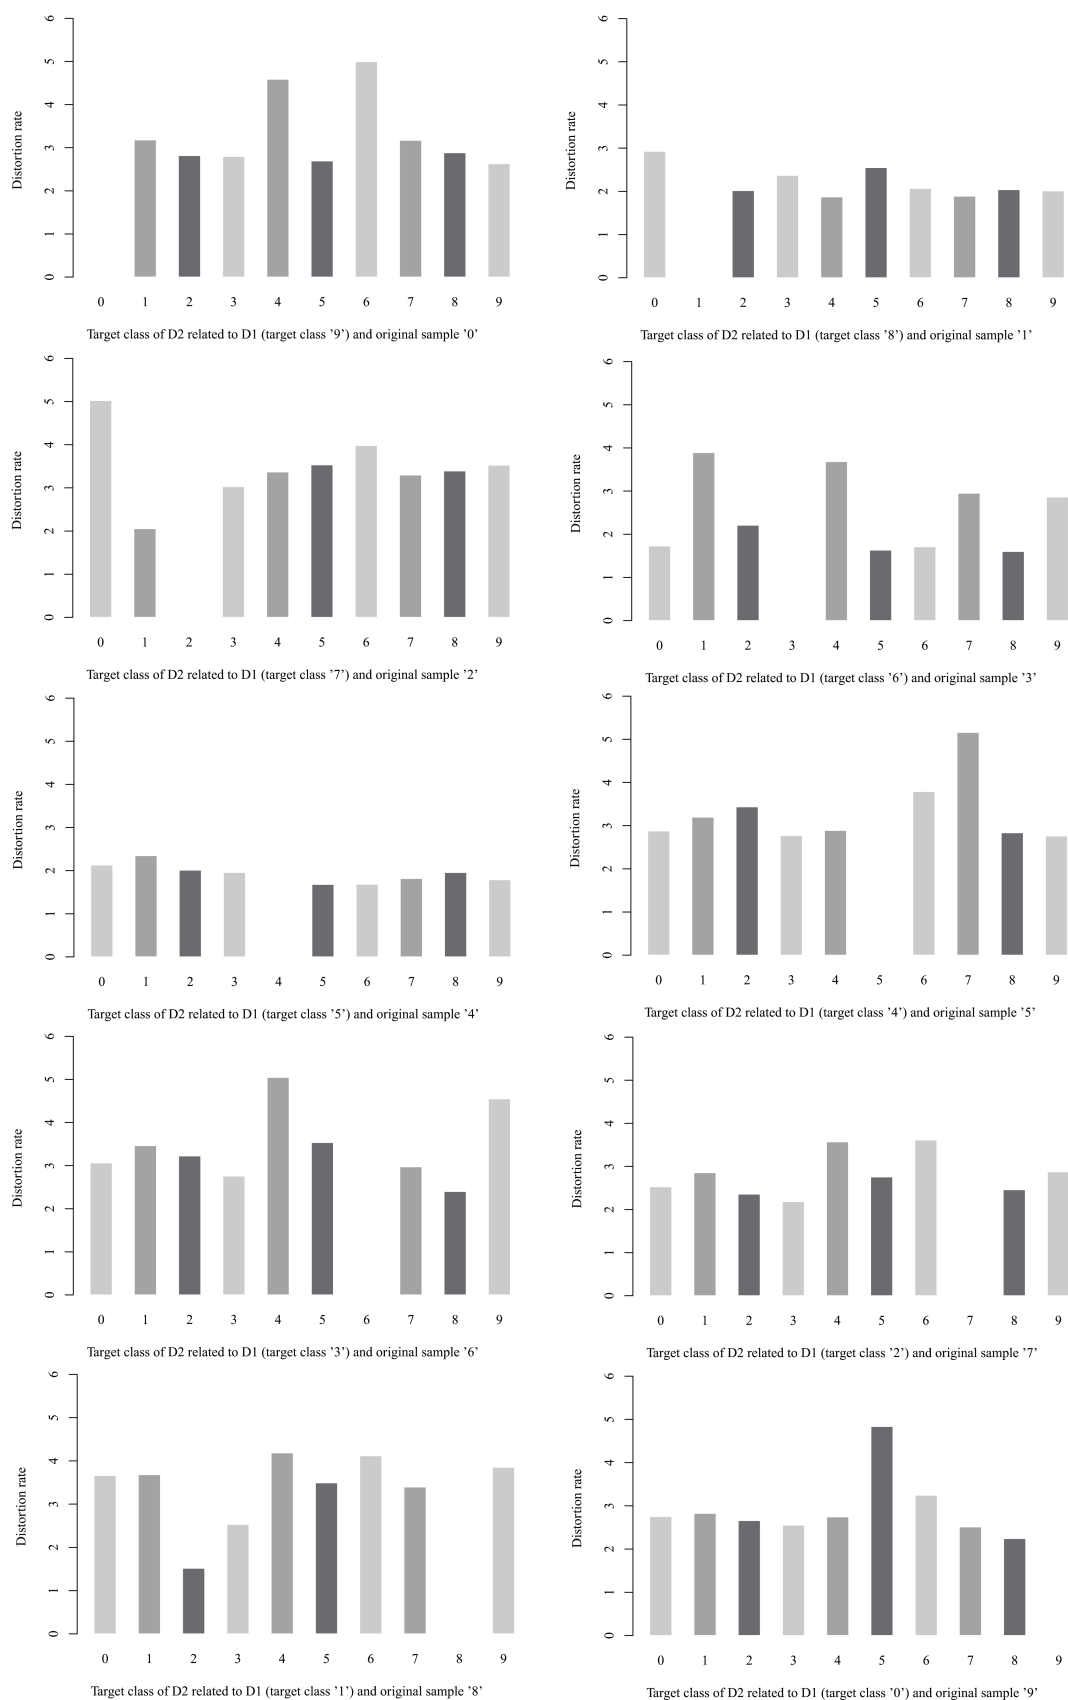 Distortion rate
0 1 2 3 4 5 6
0 1 2 3 4 5 6 7 8 9
Target class of D2 related to D1 (target class ’9’) and original sample ’0’
Distortion rate
0 1 2 3 4 5 6
0 1 2 3 4 5 6 7 8 9
Target class of D2 related to D1 (target class ’8’) and original sample ’1’
Distortion rate
0 1 2 3 4 5 6
0 1 2 3 4 5 6 7 8 9
Target class of D2 related to D1 (target class ’7’) and original sample ’2’
Distortion rate
0 1 2 3 4 5 6
0 1 2 3 4 5 6 7 8 9
Target class of D2 related to D1 (target class ’6’) and original sample ’3’
Distortion rate
0 1 2 3 4 5 6
0 1 2 3 4 5 6 7 8 9
Target class of D2 related to D1 (target class ’5’) and original sample ’4’
Distortion rate
0 1 2 3 4 5 6
0 1 2 3 4 5 6 7 8 9
Target class of D2 related to D1 (target class ’4’) and original sample ’5’
Distortion rate
0 1 2 3 4 5 6
0 1 2 3 4 5 6 7 8 9
Target class of D2 related to D1 (target class ’3’) and original sample ’6’
Distortion rate
0 1 2 3 4 5 6
0 1 2 3 4 5 6 7 8 9
Target class of D2 related to D1 (target class ’2’) and original sample ’7’
Distortion rate
0 1 2 3 4 5 6
0 1 2 3 4 5 6 7 8 9
Target class of D2 related to D1 (target class ’1’) and original sample ’8’
Distortion rate
0 1 2 3 4 5 6
0 1 2 3 4 5 6 7 8 9
Target class of D2 related to D1 (target class ’0’) and original sample ’9’